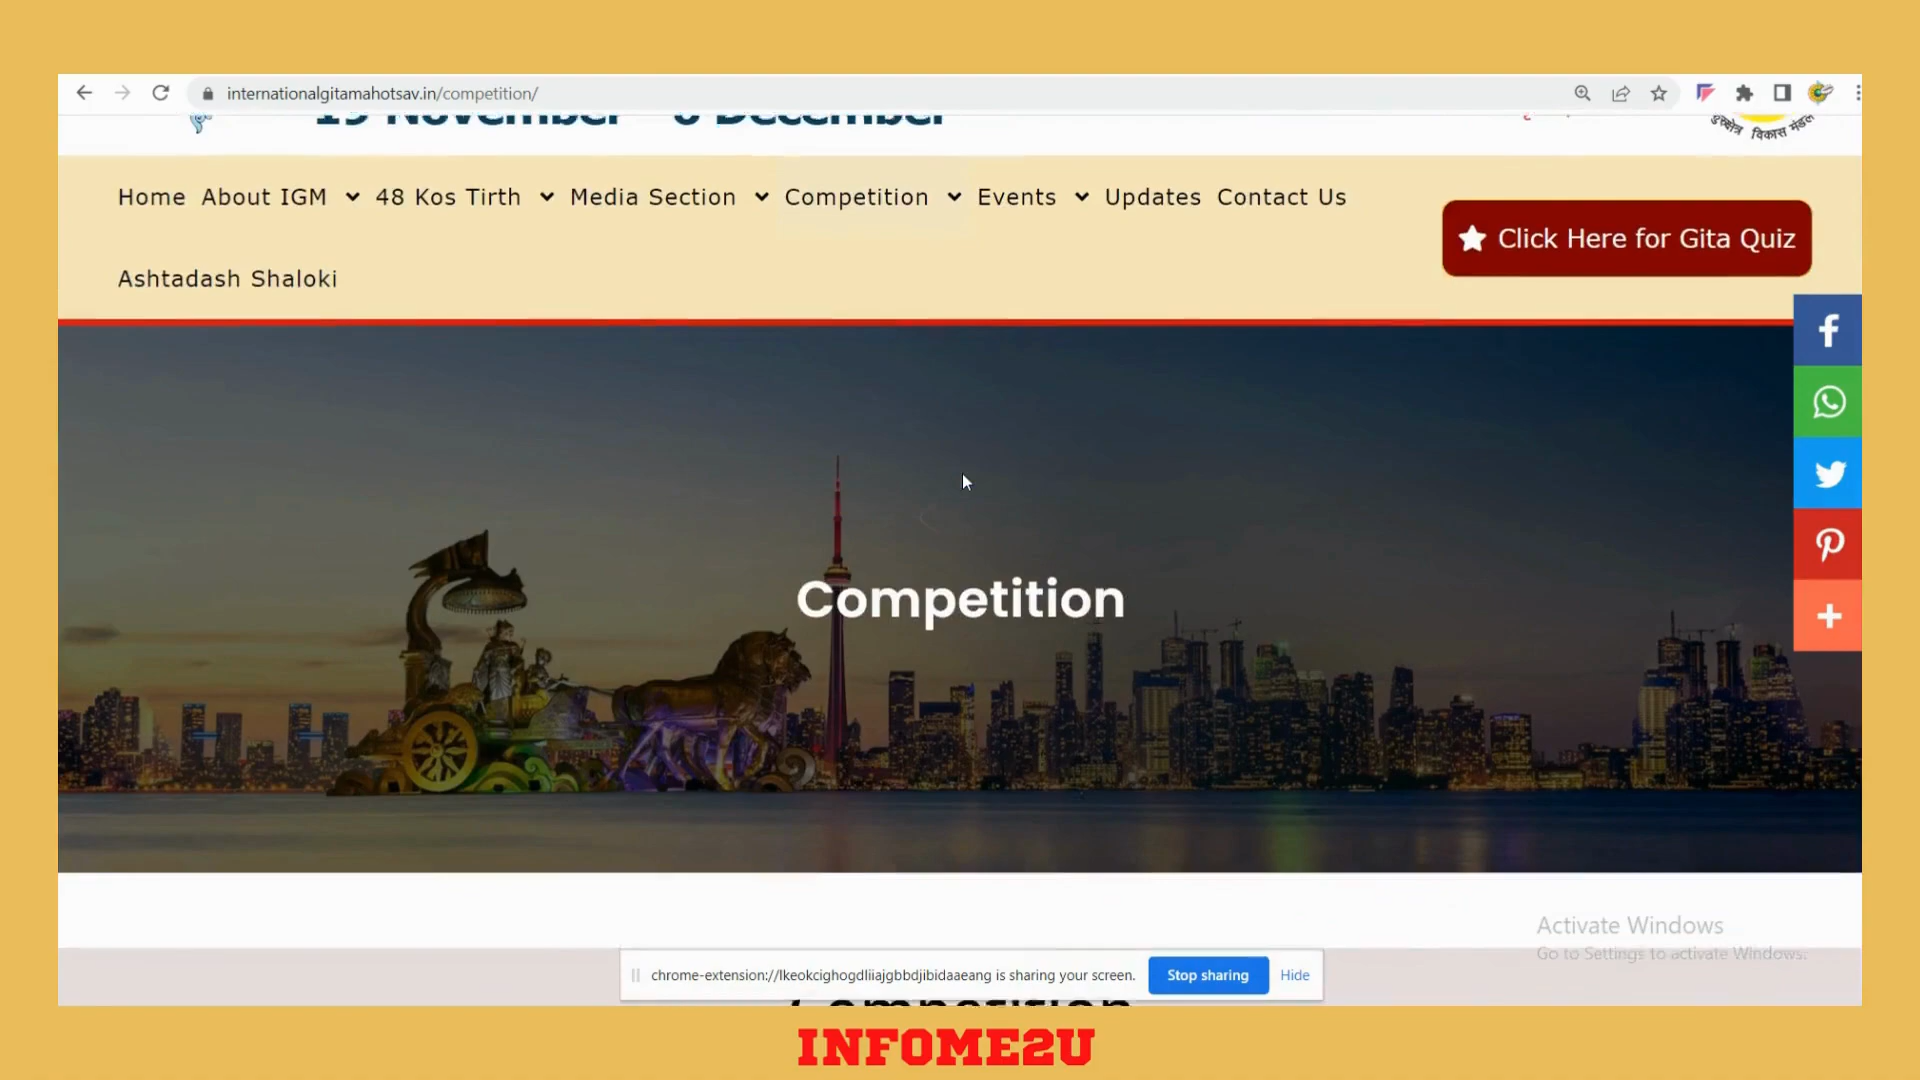 internationalgitamahotsav.in/competition/
19 November - 6 December
कुरुक्षेत्र विकास मंडल
Home About IGM 48 Kos Tirth Media Section Competition Events Updates Contact Us
Click Here for Gita Quiz
Ashtadash Shaloki
Competition
Activate Windows
Go to Settings to activate Windows.
chrome-extension://lkeokcighogdliiajgbbdjibidaaeang is sharing your screen. Stop sharing Hide
Competition
INFOME2U